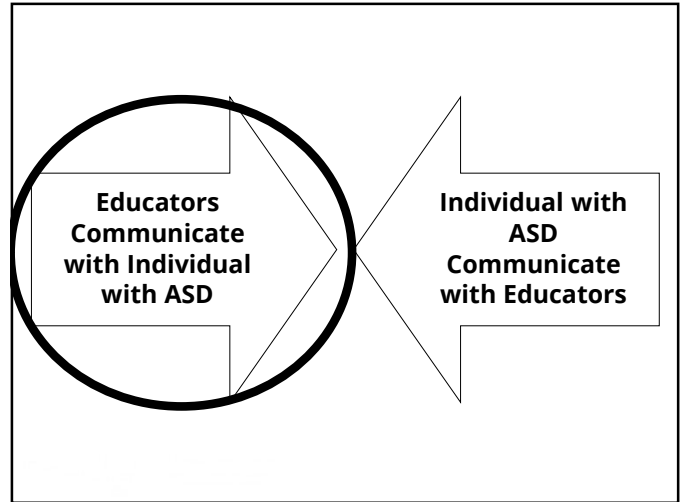 Educators
Communicate
with Individual
with ASD
Individual with
ASD
Communicate
with Educators